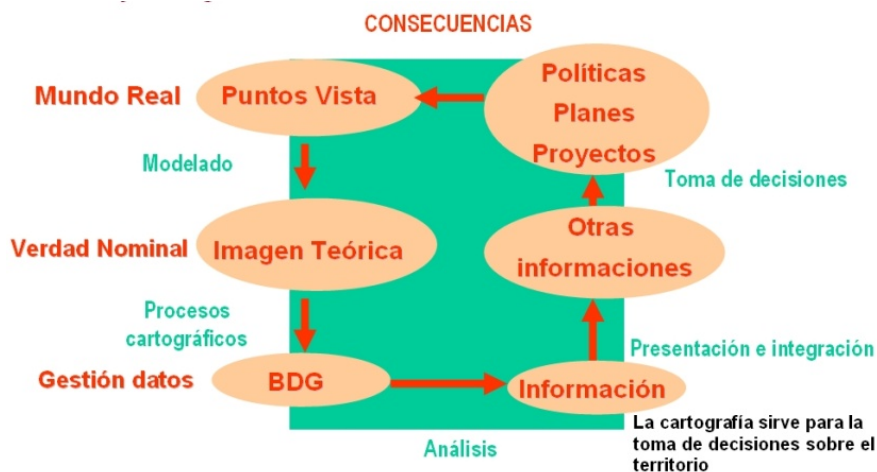 CONSECUENCIAS
Mundo Real
Puntos Vista
Políticas
Planes
Proyectos
Modelado
Toma de decisiones
Verdad Nominal
Imagen Teórica
Otras
informaciones
Procesos
cartográficos
Presentación e integración
Gestión datos
BDG
Información
Análisis
La cartografía sirve para la
toma de decisiones sobre el
territorio